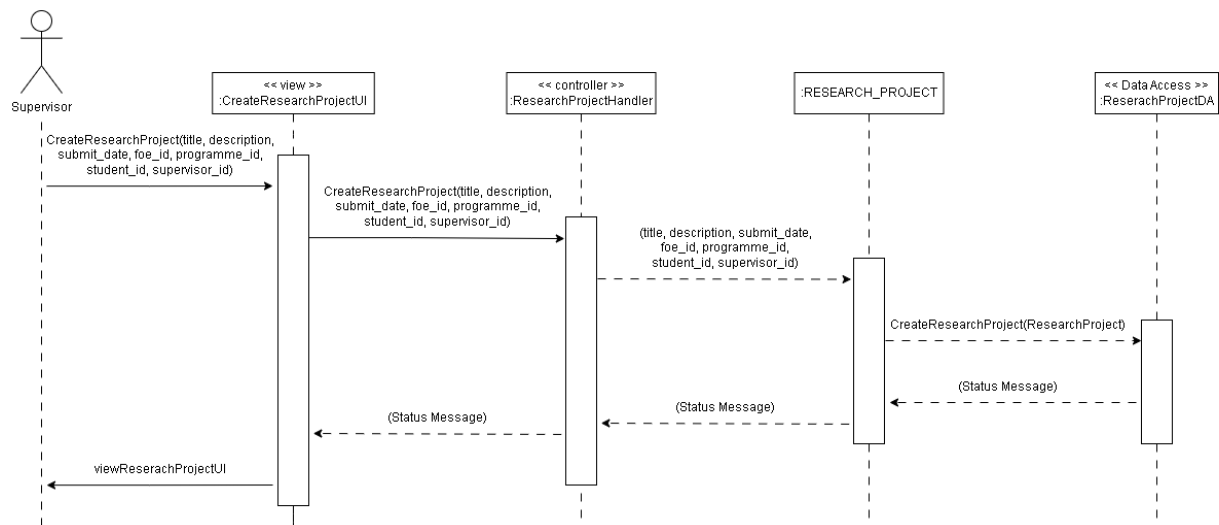 Supervisor
<< view >>
:CreateResearchProjectUI
<< controller >>
:ResearchProjectHandler
:RESEARCH_PROJECT
<< Data Access >>
:ReserachProjectDA
CreateResearchProject(title, description,
submit_date, foe_id, programme_id,
student_id, supervisor_id)
CreateResearchProject(title, description,
submit_date, foe_id, programme_id,
student_id, supervisor_id)
(title, description, submit_date,
foe_id, programme_id,
student_id, supervisor_id)
CreateResearchProject(ResearchProject)
(Status Message)
(Status Message)
(Status Message)
viewReserachProjectUI